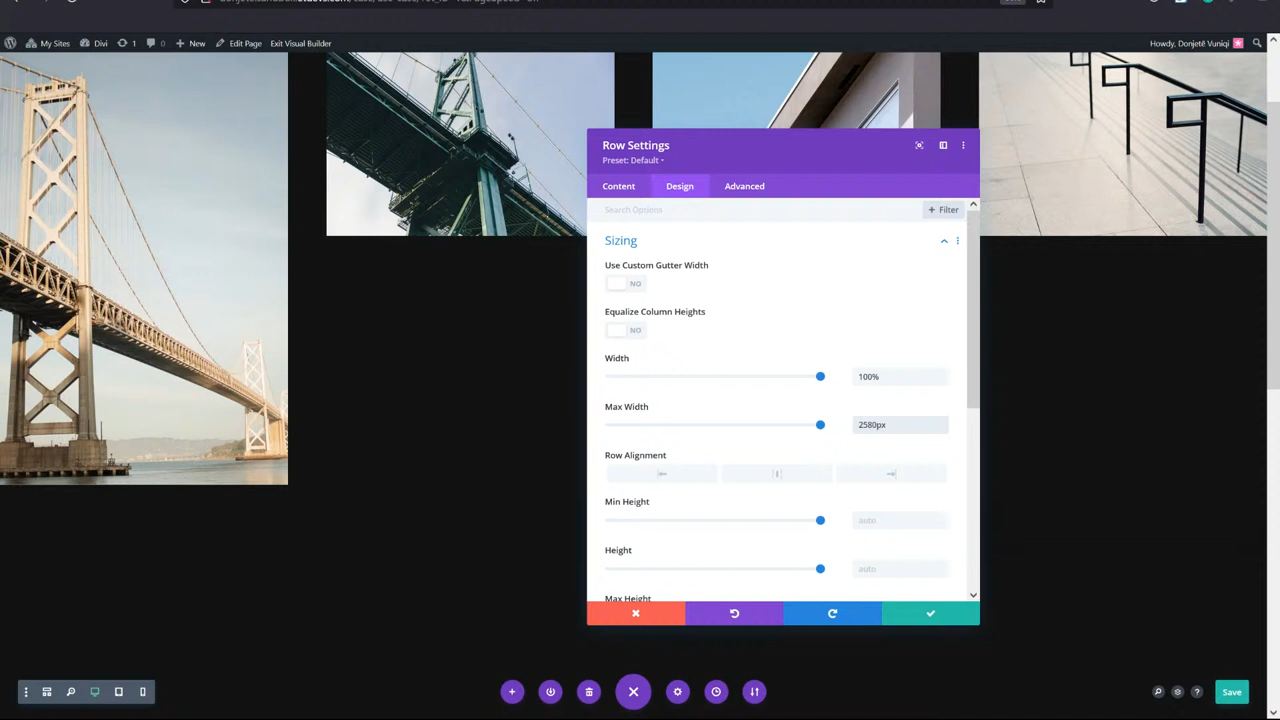 My Sites
Divi
1
0
New
Edit Page
Exit Visual Builder
Howdy, Donjetë Vuniqi
Row Settings
Preset: Default
Content
Design
Advanced
Search Options
+ Filter
Sizing
Use Custom Gutter Width
NO
Equalize Column Heights
NO
Width
100%
Max Width
2580px
Row Alignment
Min Height
auto
Height
auto
Max Height
Save